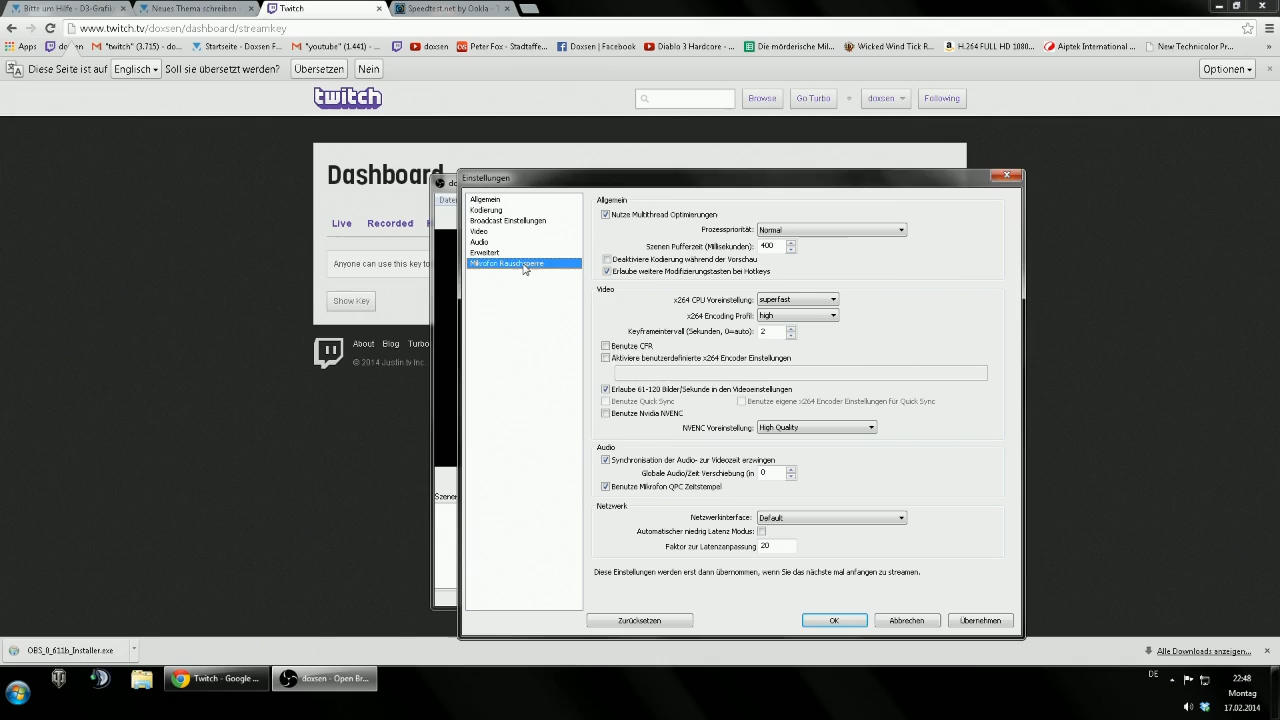 Bitte um Hilfe - D3-Grafik
Neues Thema schreiben -
Twitch
Speedtest.net by Ookla - T
www.twitch.tv/doxsen/dashboard/streamkey
Apps
"twitch" (3.715) - do...
Startseite - Doxsen F...
"youtube" (1.441) - ...
doxsen
Peter Fox - Stadtaffe...
Doxsen | Facebook
Diablo 3 Hardcore - ...
Die mörderische Mil...
Wicked Wind Tick R...
H.264 FULL HD 1080...
Aiptek International ...
New Technicolor Pr...
»
Diese Seite ist auf
Englisch
Soll sie übersetzt werden?
Übersetzen
Nein
Optionen
twitch
Browse
Go Turbo
doxsen
Following
Dashboard
Live
Recorded
Anyone can use this key to
Show Key
About Blog Turbo
© 2014 Justin.tv Inc.
Datei
Szenen
Einstellungen
Allgemein
Kodierung
Broadcast Einstellungen
Video
Audio
Erweitert
Mikrofon Rauschsperre
Allgemein
Nutze Multithread Optimierungen
Prozesspriorität: Normal
Szenen Pufferzeit (Millisekunden): 400
Deaktiviere Kodierung während der Vorschau
Erlaube weitere Modifizierungstasten bei Hotkeys
Video
x264 CPU Voreinstellung: superfast
x264 Encoding Profil: high
Keyframeintervall (Sekunden, 0=auto): 2
Benutze CFR
Aktiviere benutzerdefinierte x264 Encoder Einstellungen
Erlaube 61-120 Bilder/Sekunde in den Videoeinstellungen
Benutze Quick Sync
Benutze eigene x264 Encoder Einstellungen für Quick Sync
Benutze Nvidia NVENC
NVENC Voreinstellung: High Quality
Audio
Synchronisation der Audio- zur Videozeit erzwingen
Globale Audio/Zeit Verschiebung (in 0
Benutze Mikrofon QPC Zeitstempel
Netzwerk
Netzwerkinterface: Default
Automatischer niedrig Latenz Modus:
Faktor zur Latenzanpassung 20
Diese Einstellungen werden erst dann übernommen, wenn Sie das nächste mal anfangen zu streamen.
Zurücksetzen
OK
Abbrechen
Übernehmen
OBS_0_611b_Installer.exe
Alle Downloads anzeigen...
Twitch - Google ...
doxsen - Open Br...
DE
22:48
Montag
17.02.2014